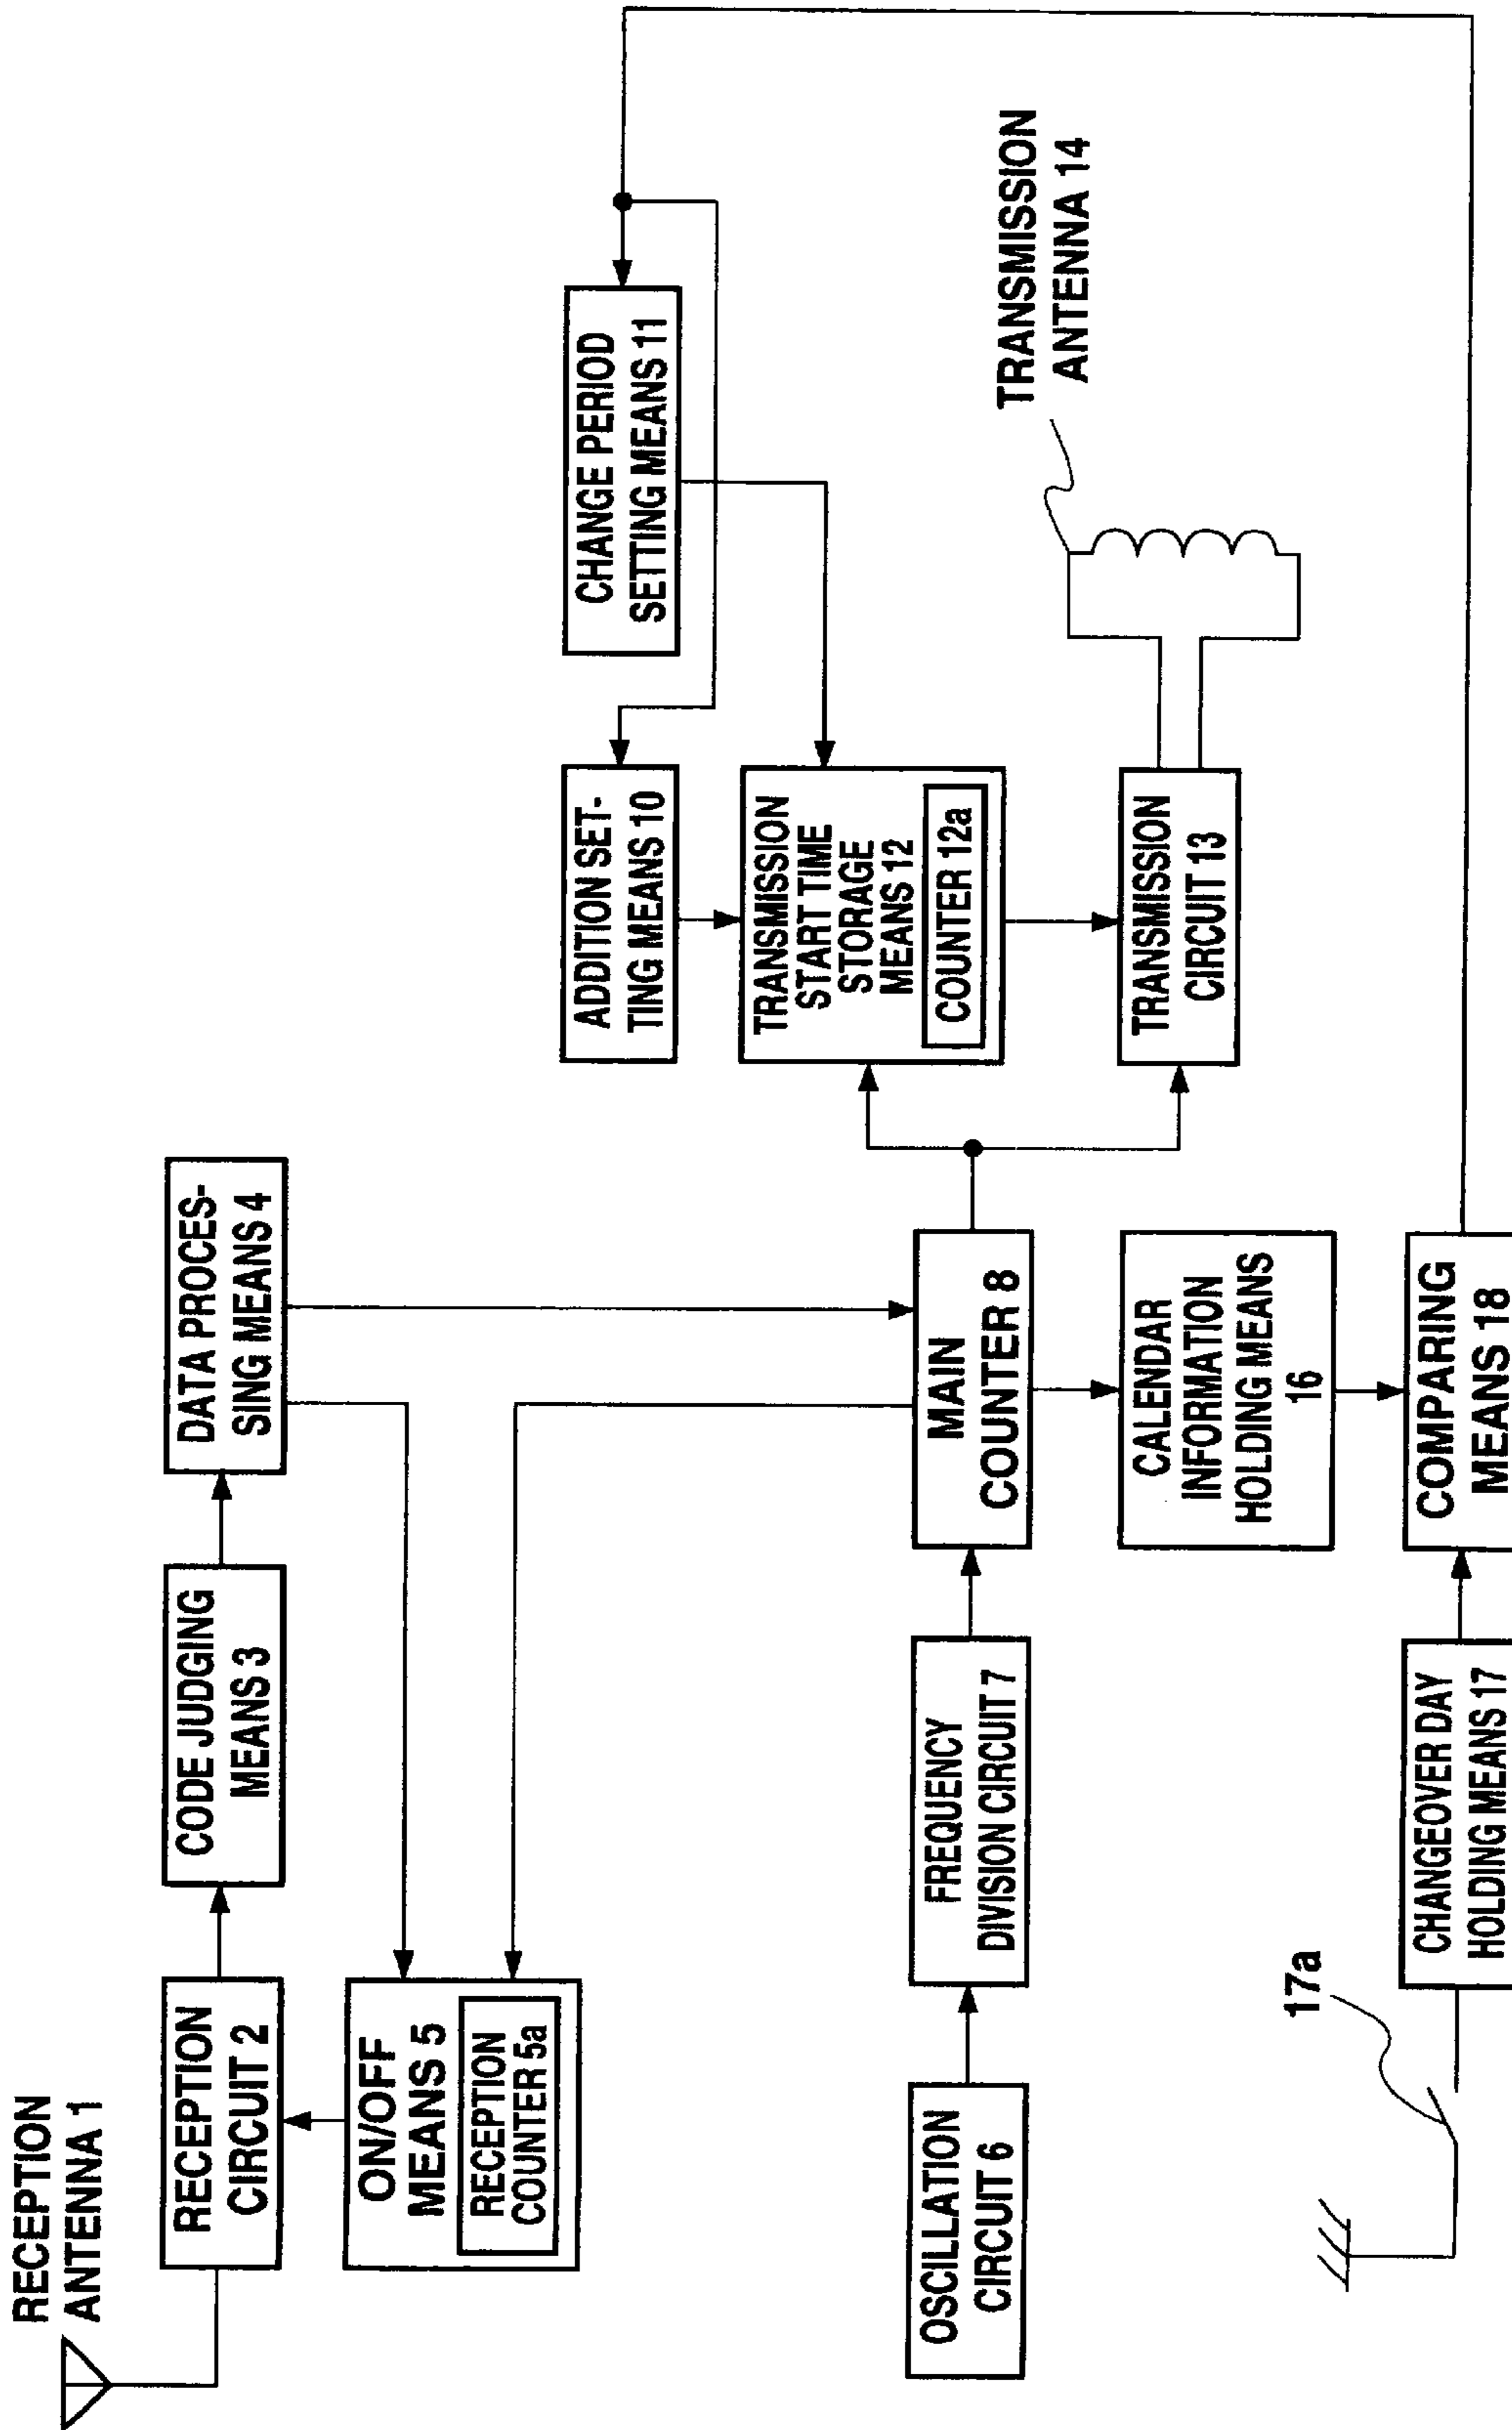 RECEPTION
ANTENNA 1
RECEPTION
CIRCUIT 2
CODE JUDGING
MEANS 3
DATA PROCES-
SING MEANS 4
ON/OFF
MEANS 5
RECEPTION
COUNTER 5a
OSCILLATION
CIRCUIT 6
FREQUENCY
DIVISION CIRCUIT 7
MAIN
COUNTER 8
ADDITION SET-
TING MEANS 10
CHANGE PERIOD
SETTING MEANS 11
TRANSMISSION
START TIME
STORAGE
MEANS 12
COUNTER 12a
TRANSMISSION
CIRCUIT 13
TRANSMISSION
ANTENNA 14
CALENDAR
INFORMATION
HOLDING MEANS
16
17a
CHANGEOVER DAY
HOLDING MEANS 17
COMPARING
MEANS 18